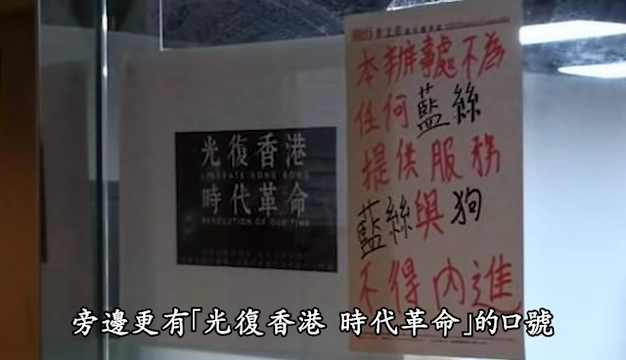 本辦事處不為
任何藍絲
提供服務
藍絲與狗
不得內進
光復香港
LIBERATE HONG KONG
時代革命
REVOLUTION OF OUR TIME
旁邊更有「光復香港 時代革命」的口號